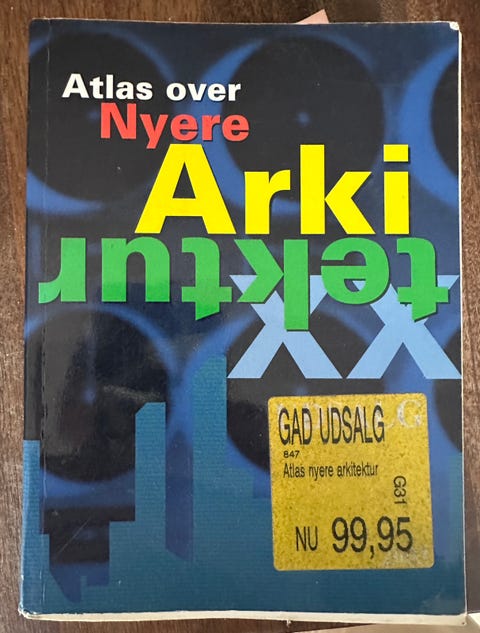 Atlas over
Nyere
Arki
tektur
XX
GAD UDSALG
847
Atlas nyere arkitektur
G31
NU 99,95